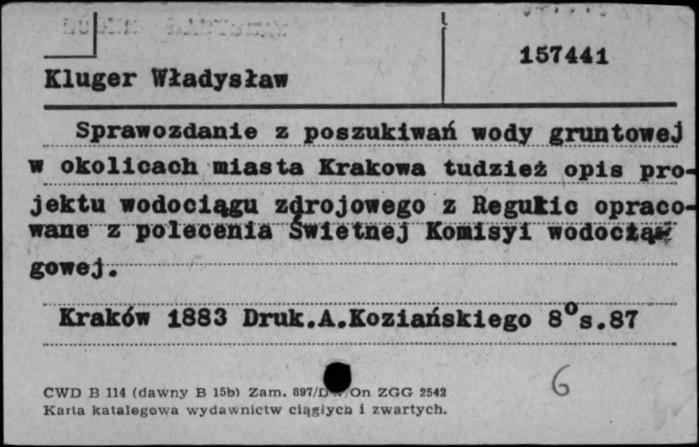 157441
Kluger Władysław
Sprawozdanie z poszukiwań wody gruntowej
w okolicach miasta Krakowa tudzież opis pro-
jektu wodociągu zdrojowego z Regulic opraco-
wane z polecenia Świetnej Komisyi wodocią-
gowej.
Kraków 1883 Druk.A.Koziańskiego 8°s.87
6
CWD B 114 (dawny B 15b) Zam. 897/D On ZGG 2542
Karta katalogowa wydawnictw ciągłych i zwartych.